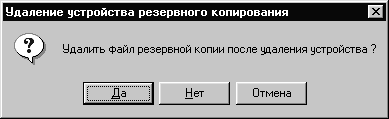 Удаление устройства резервного копирования
Удалить файл резервной копии после удаления устройства ?
Да Нет Отмена